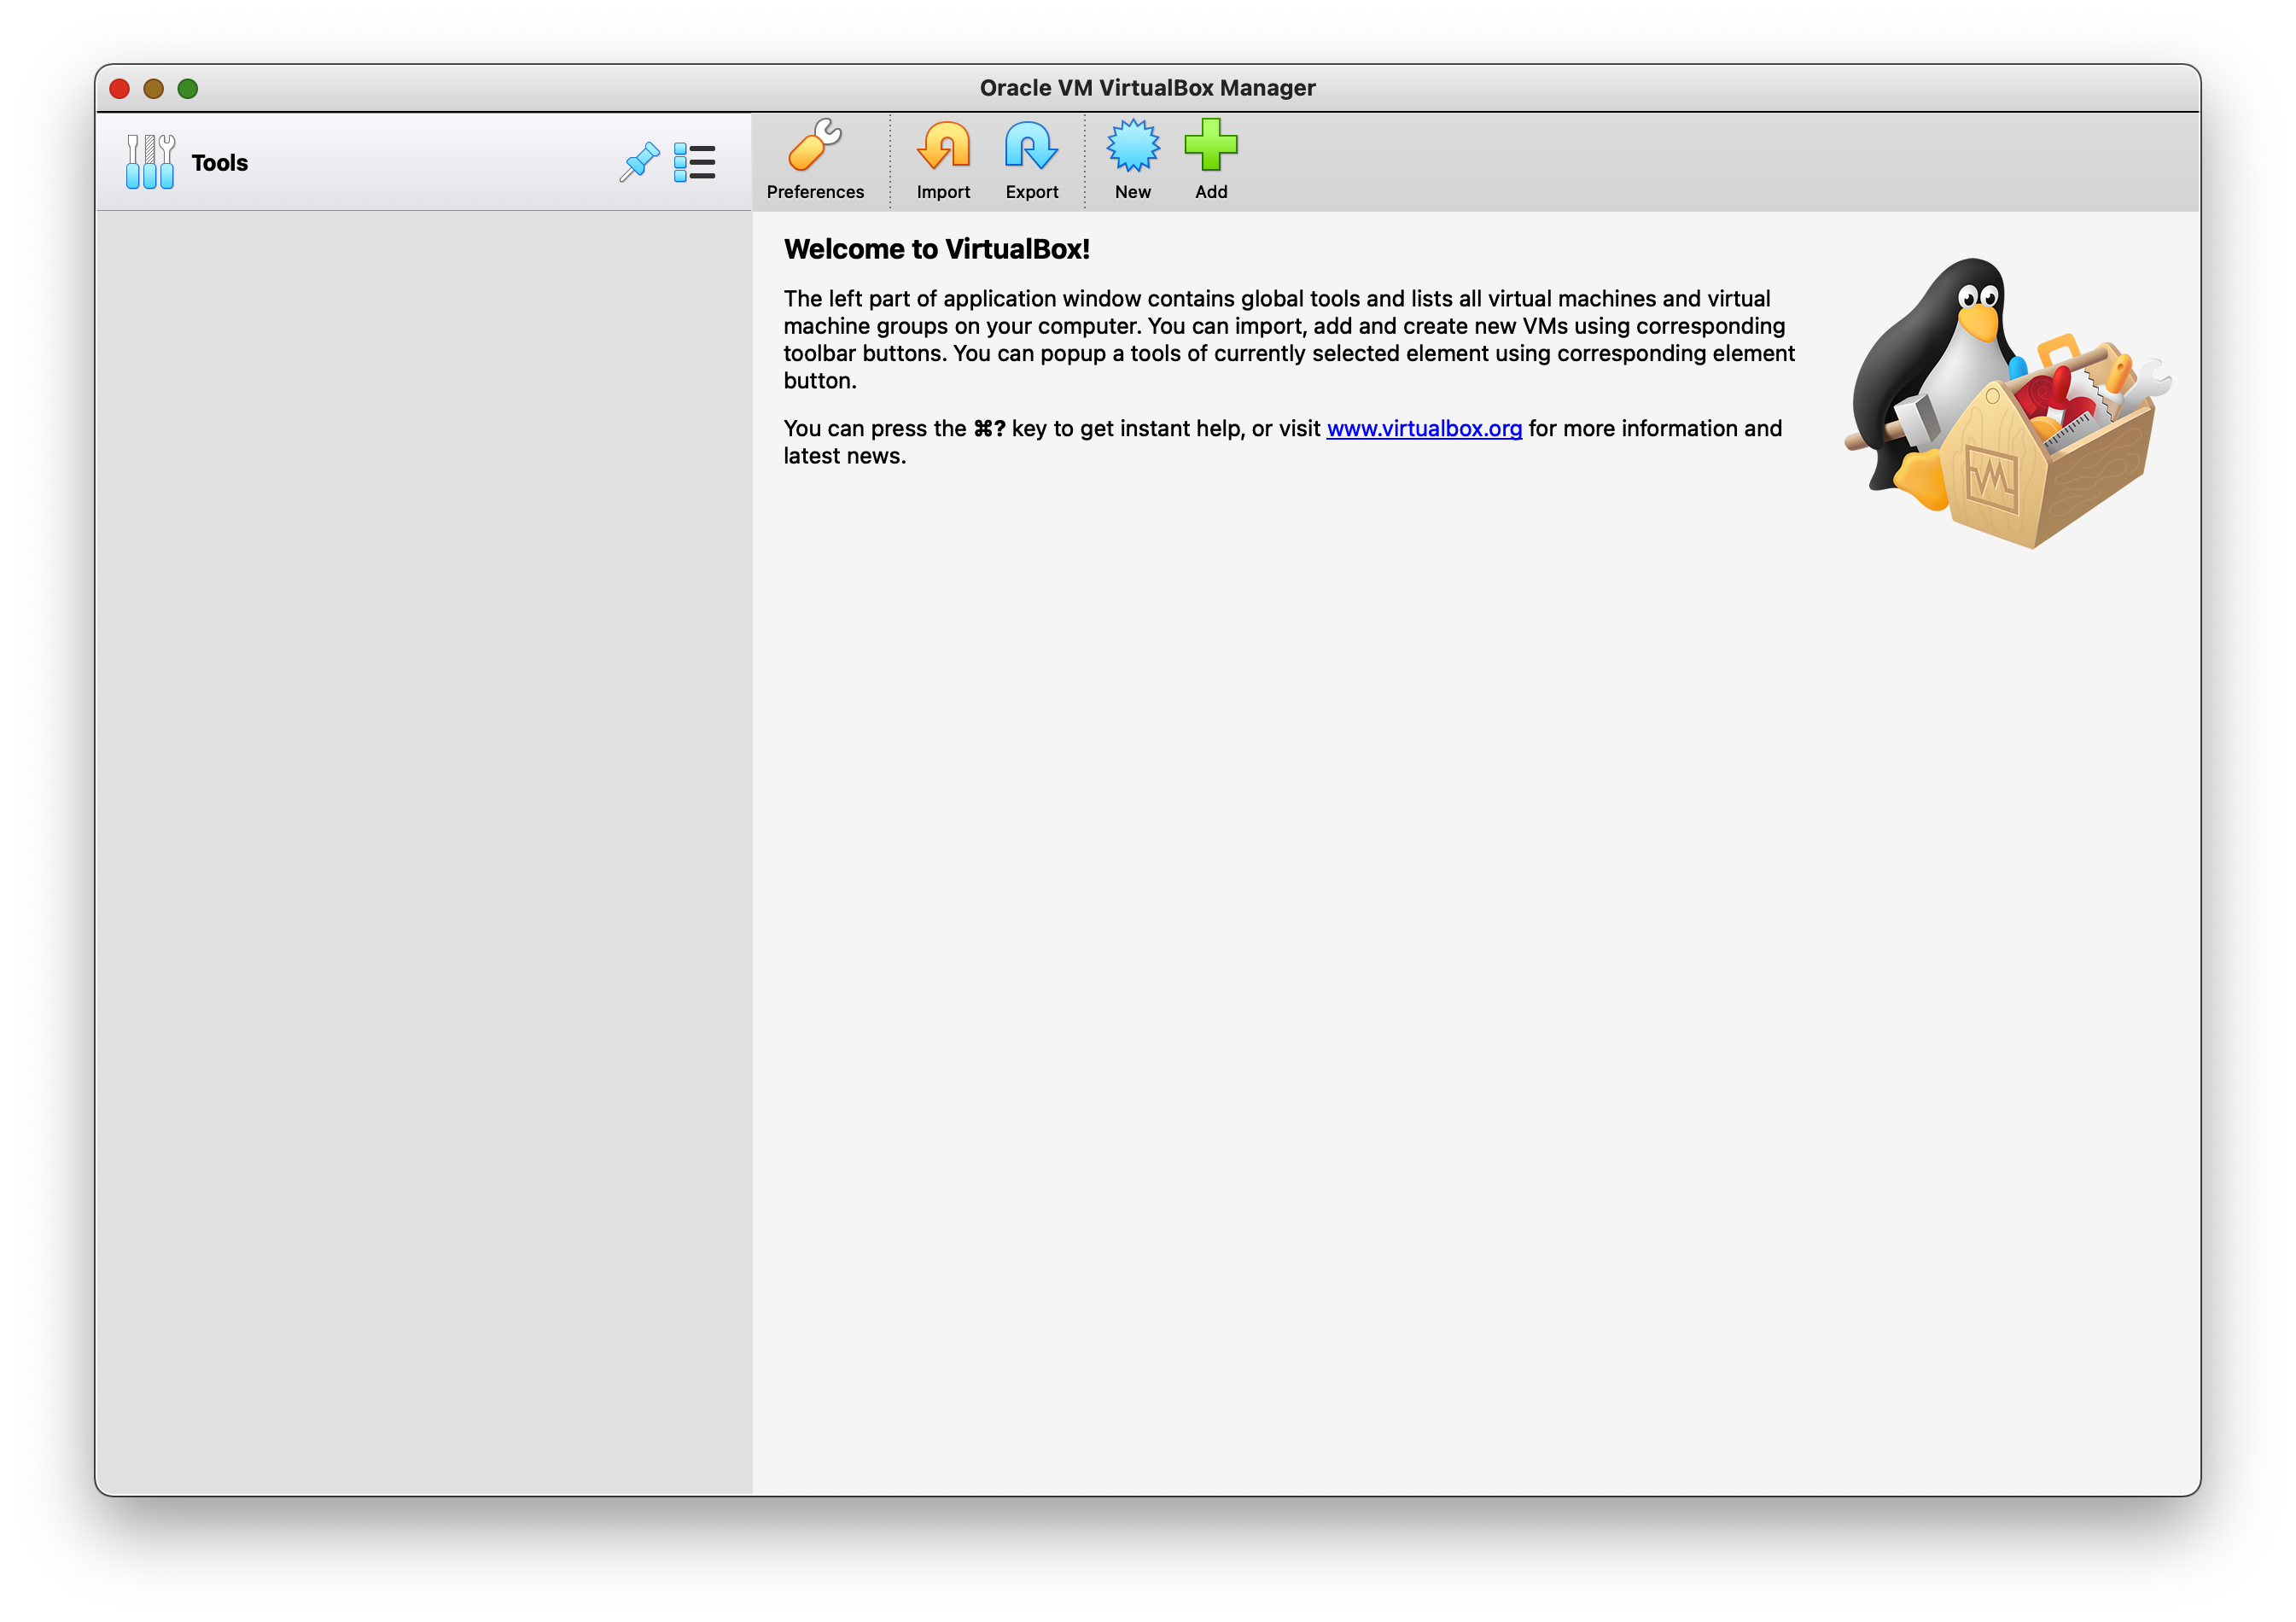 Oracle VM VirtualBox Manager
Tools
Preferences
Import
Export
New
Add
Welcome to VirtualBox!
The left part of application window contains global tools and lists all virtual machines and virtual
machine groups on your computer. You can import, add and create new VMs using corresponding
toolbar buttons. You can popup a tools of currently selected element using corresponding element
button.
You can press the ⌘? key to get instant help, or visit www.virtualbox.org for more information and
latest news.